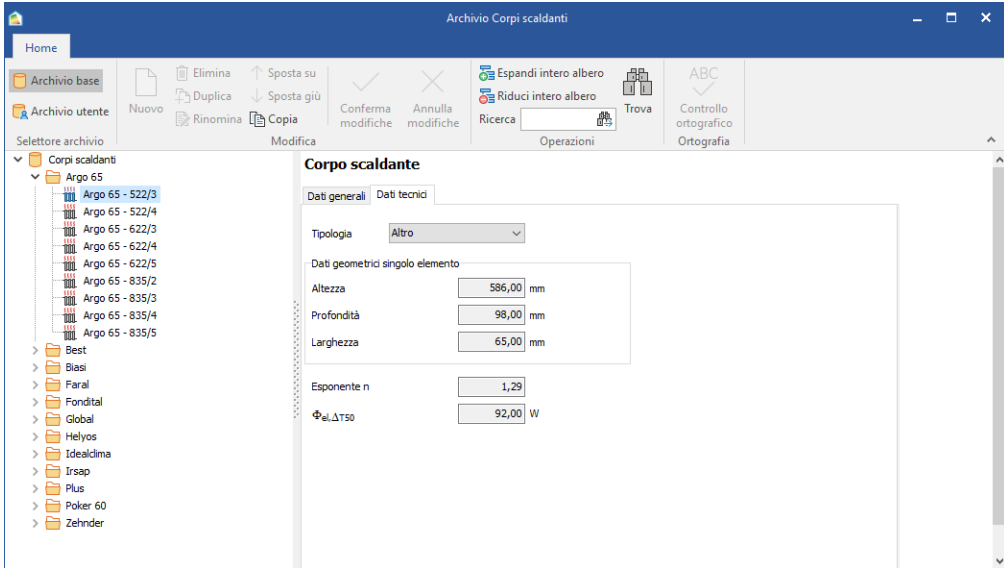 Archivio Corpi scaldanti
Home
Archivio base
Archivio utente
Selettore archivio
Nuovo
Elimina
Duplica
Rinomina
Sposta su
Sposta giù
Copia
Conferma
modifiche
Annulla
modifiche
Modifica
Espandi intero albero
Riduci intero albero
Ricerca
Trova
Operazioni
ABC
Controllo
ortografico
Ortografia
Corpi scaldanti
Argo 65
Argo 65 - 522/3
Argo 65 - 522/4
Argo 65 - 622/3
Argo 65 - 622/4
Argo 65 - 622/5
Argo 65 - 835/2
Argo 65 - 835/3
Argo 65 - 835/4
Argo 65 - 835/5
Best
Biasi
Faral
Fondital
Global
Helyos
Idealclima
Irsap
Plus
Poker 60
Zehnder
Corpo scaldante
Dati generali Dati tecnici
Tipologia Altro
Dati geometrici singolo elemento
Altezza 586,00 mm
Profondità 98,00 mm
Larghezza 65,00 mm
Esponente n 1,29
Φel,ΔT50 92,00 W